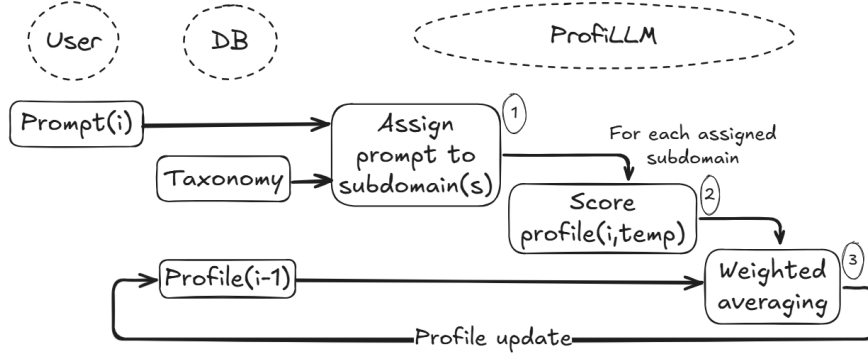 User
DB
ProfiLLM
Prompt(i)
Assign
prompt to
subdomain(s)
1
For each assigned
subdomain
Taxonomy
Score
profile(i,temp)
2
Profile(i-1)
Weighted
averaging
3
Profile update